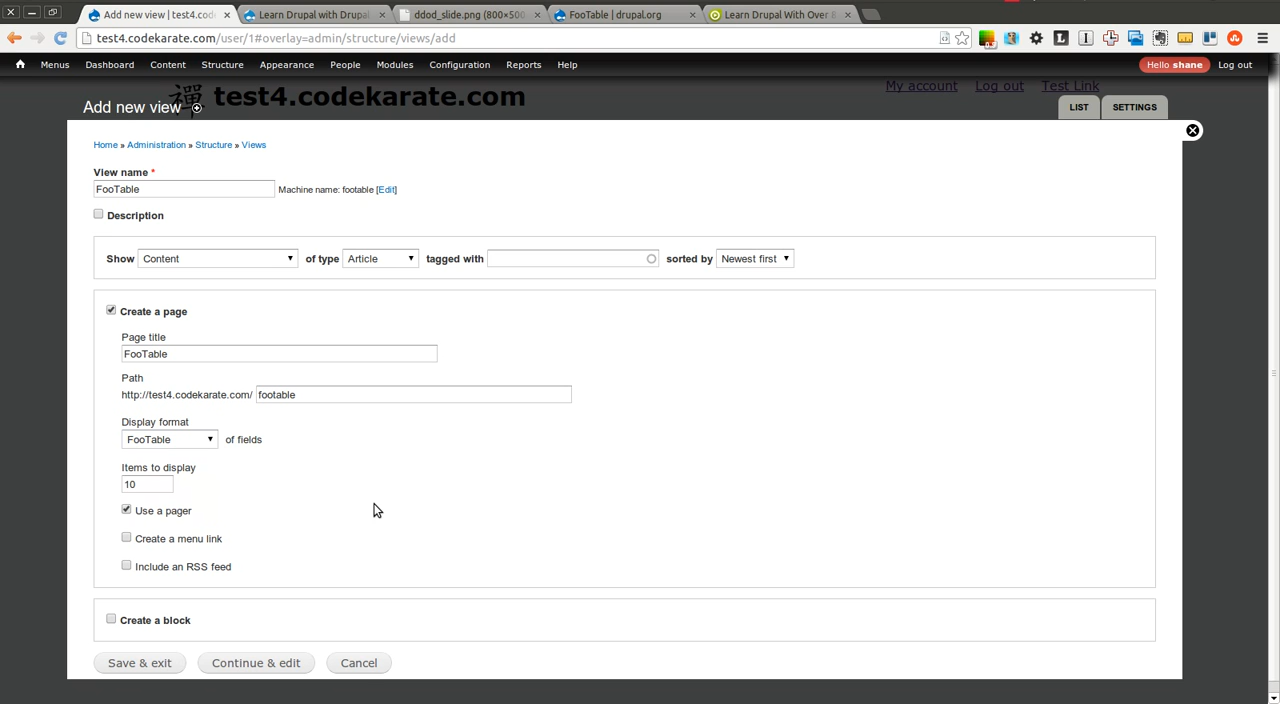 Add new view | test4.cod
Learn Drupal with Drupal
ddod_slide.png (800×500
FooTable | drupal.org
Learn Drupal With Over 8
test4.codekarate.com/user/1#overlay=admin/structure/views/add
Menus Dashboard Content Structure Appearance People Modules Configuration Reports Help Hello shane Log out
My account Log out Test Link
禪 test4.codekarate.com
Add new view
LIST SETTINGS
Home » Administration » Structure » Views
View name *
FooTable Machine name: footable [Edit]
Description
Show Content of type Article tagged with sorted by Newest first
Create a page
Page title
FooTable
Path
http://test4.codekarate.com/ footable
Display format
FooTable of fields
Items to display
10
Use a pager
Create a menu link
Include an RSS feed
Create a block
Save & exit Continue & edit Cancel